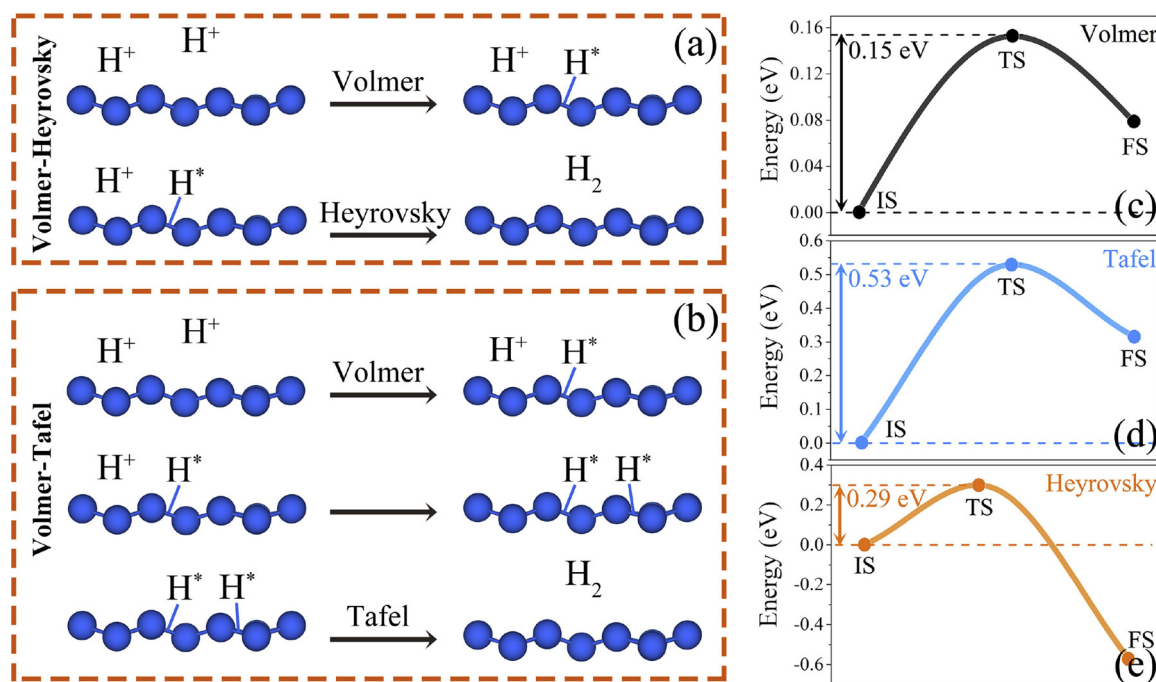 Volmer-Heyrovsky
(a)
H⁺ H⁺
Volmer
H⁺ H*
H⁺ H*
Heyrovsky
H₂
Volmer-Tafel
(b)
H⁺ H⁺
Volmer
H⁺ H*
H⁺ H*
H* H*
H* H*
Tafel
H₂
Energy (eV)
0.16
0.12
0.08
0.04
0.00
0.15 eV
Volmer
TS
FS
IS
(c)
Energy (eV)
0.6
0.5
0.4
0.3
0.2
0.1
0.0
0.53 eV
Tafel
TS
FS
IS
(d)
Energy (eV)
0.4
0.2
0.0
-0.2
-0.4
-0.6
0.29 eV
Heyrovsky
TS
IS
FS
(e)